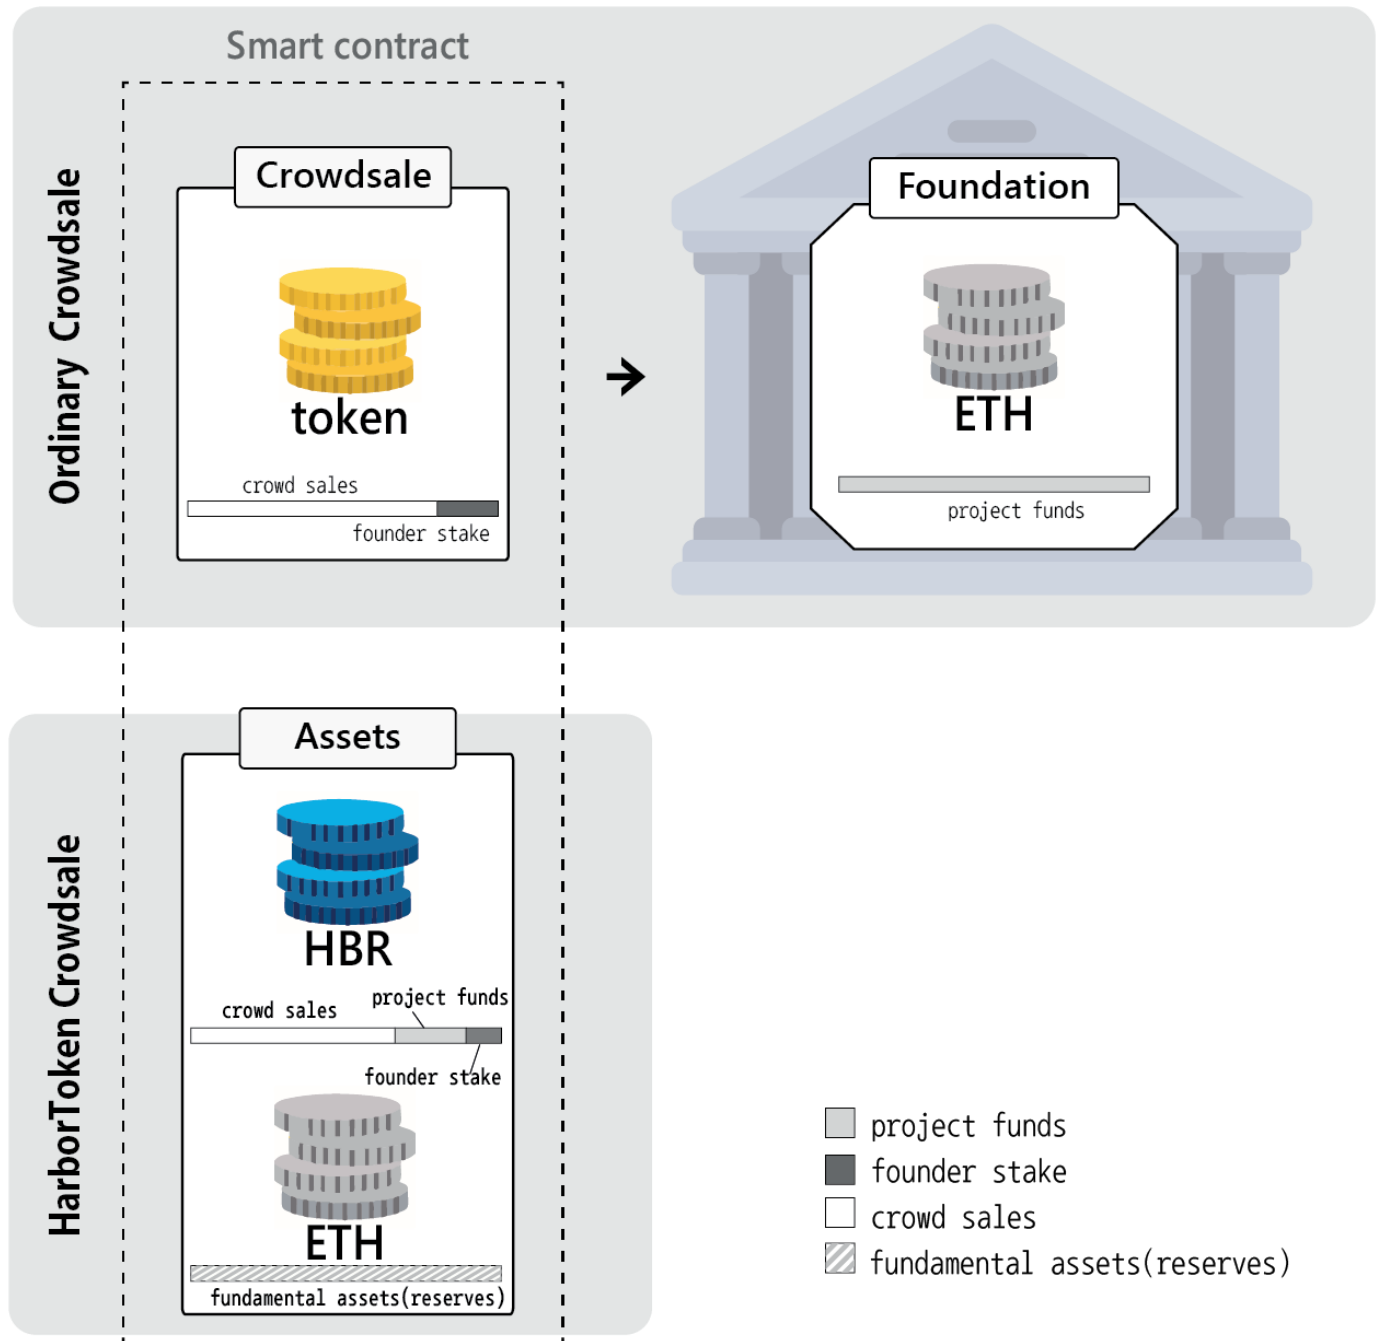 Smart contract
Ordinary Crowdsale
Crowdsale
token
crowd sales
founder stake
Foundation
ETH
project funds
HarborToken Crowdsale
Assets
HBR
project funds
crowd sales
founder stake
ETH
fundamental assets(reserves)
project funds
founder stake
crowd sales
fundamental assets(reserves)